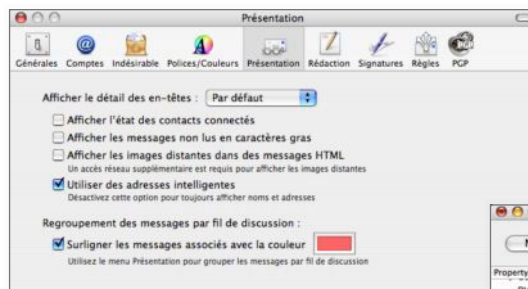 Présentation
Générales Comptes Indésirable Polices/Couleurs Présentation Rédaction Signatures Règles PGP
Afficher le détail des en-têtes : Par défaut
Afficher l'état des contacts connectés
Afficher les messages non lus en caractères gras
Afficher les images distantes dans des messages HTML
Un accès réseau supplémentaire est requis pour afficher les images distantes
Utiliser des adresses intelligentes
Désactivez cette option pour toujours afficher noms et adresses
Regroupement des messages par fil de discussion :
Surligner les messages associés avec la couleur
Utilisez le menu Présentation pour grouper les messages par fil de discussion
Property